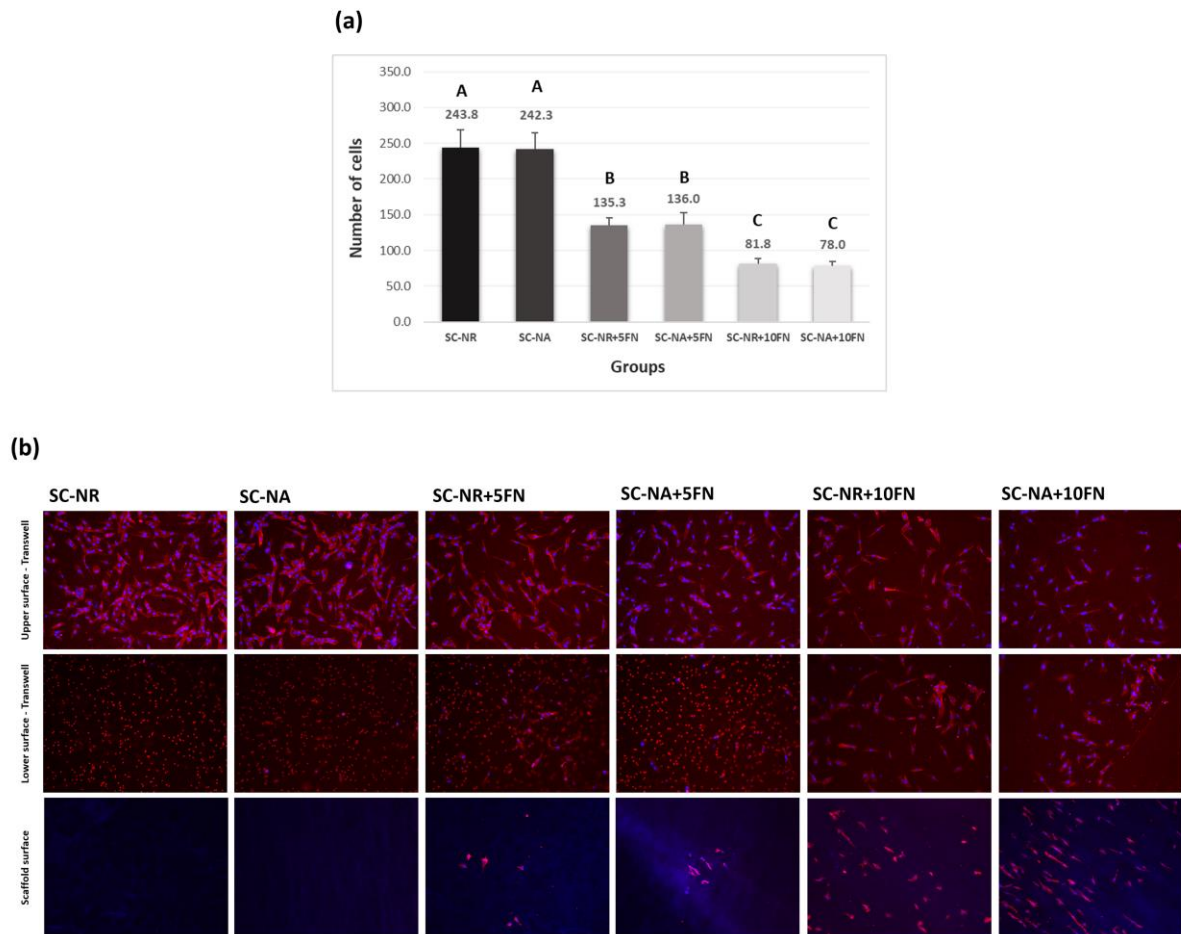 (a)
350.0
300.0
250.0
200.0
150.0
100.0
50.0
0.0
Number of cells
A
243.8
A
242.3
B
135.3
B
136.0
C
81.8
C
78.0
SC-NR SC-NA SC-NR+5FN SC-NA+5FN SC-NR+10FN SC-NA+10FN
Groups
(b)
SC-NR SC-NA SC-NR+5FN SC-NA+5FN SC-NR+10FN SC-NA+10FN
Upper surface - Transwell
Lower surface - Transwell
Scaffold surface